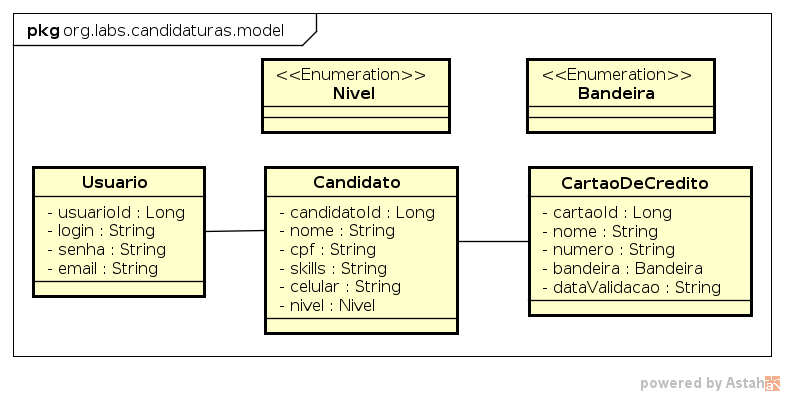 pkg org.labs.candidaturas.model
<<Enumeration>>
Nivel
<<Enumeration>>
Bandeira
Usuario
- usuarioId : Long
- login : String
- senha : String
- email : String
Candidato
- candidatoId : Long
- nome : String
- cpf : String
- skills : String
- celular : String
- nivel : Nivel
CartaoDeCredito
- cartaoId : Long
- nome : String
- numero : String
- bandeira : Bandeira
- dataValidacao : String
powered by Astah